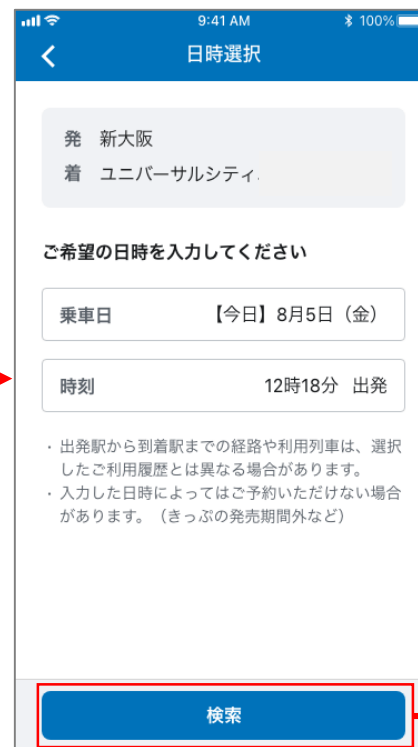 9:41 AM 100%
日時選択
発 新大阪
着 ユニバーサルシティ
ご希望の日時を入力してください
乗車日 【今日】8月5日（金）
時刻 12時18分 出発
・出発駅から到着駅までの経路や利用列車は、選択
したご利用履歴とは異なる場合があります。
・入力した日時によってはご予約いただけない場合
があります。（きっぷの発売期間外など）
検索